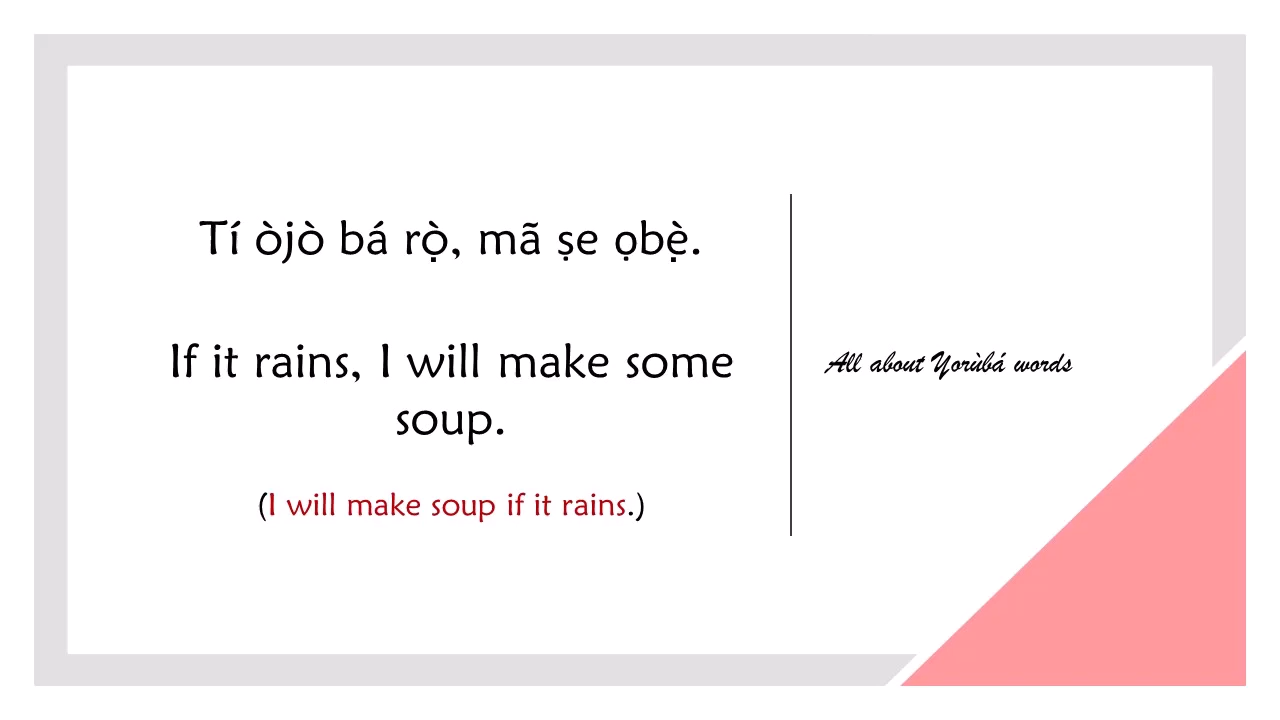 Tí òjò bá rọ̀, mã ṣe ọbẹ̀.
If it rains, I will make some
soup.
(I will make soup if it rains.)
All about Yorùbá words